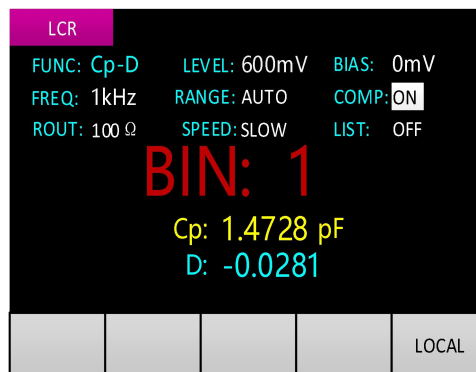 LCR
FUNC: Cp-D LEVEL: 600mV BIAS: 0mV
FREQ: 1kHz RANGE: AUTO COMP: ON
ROUT: 100 Ω SPEED: SLOW LIST: OFF
BIN: 1
Cp: 1.4728 pF
D: -0.0281
LOCAL